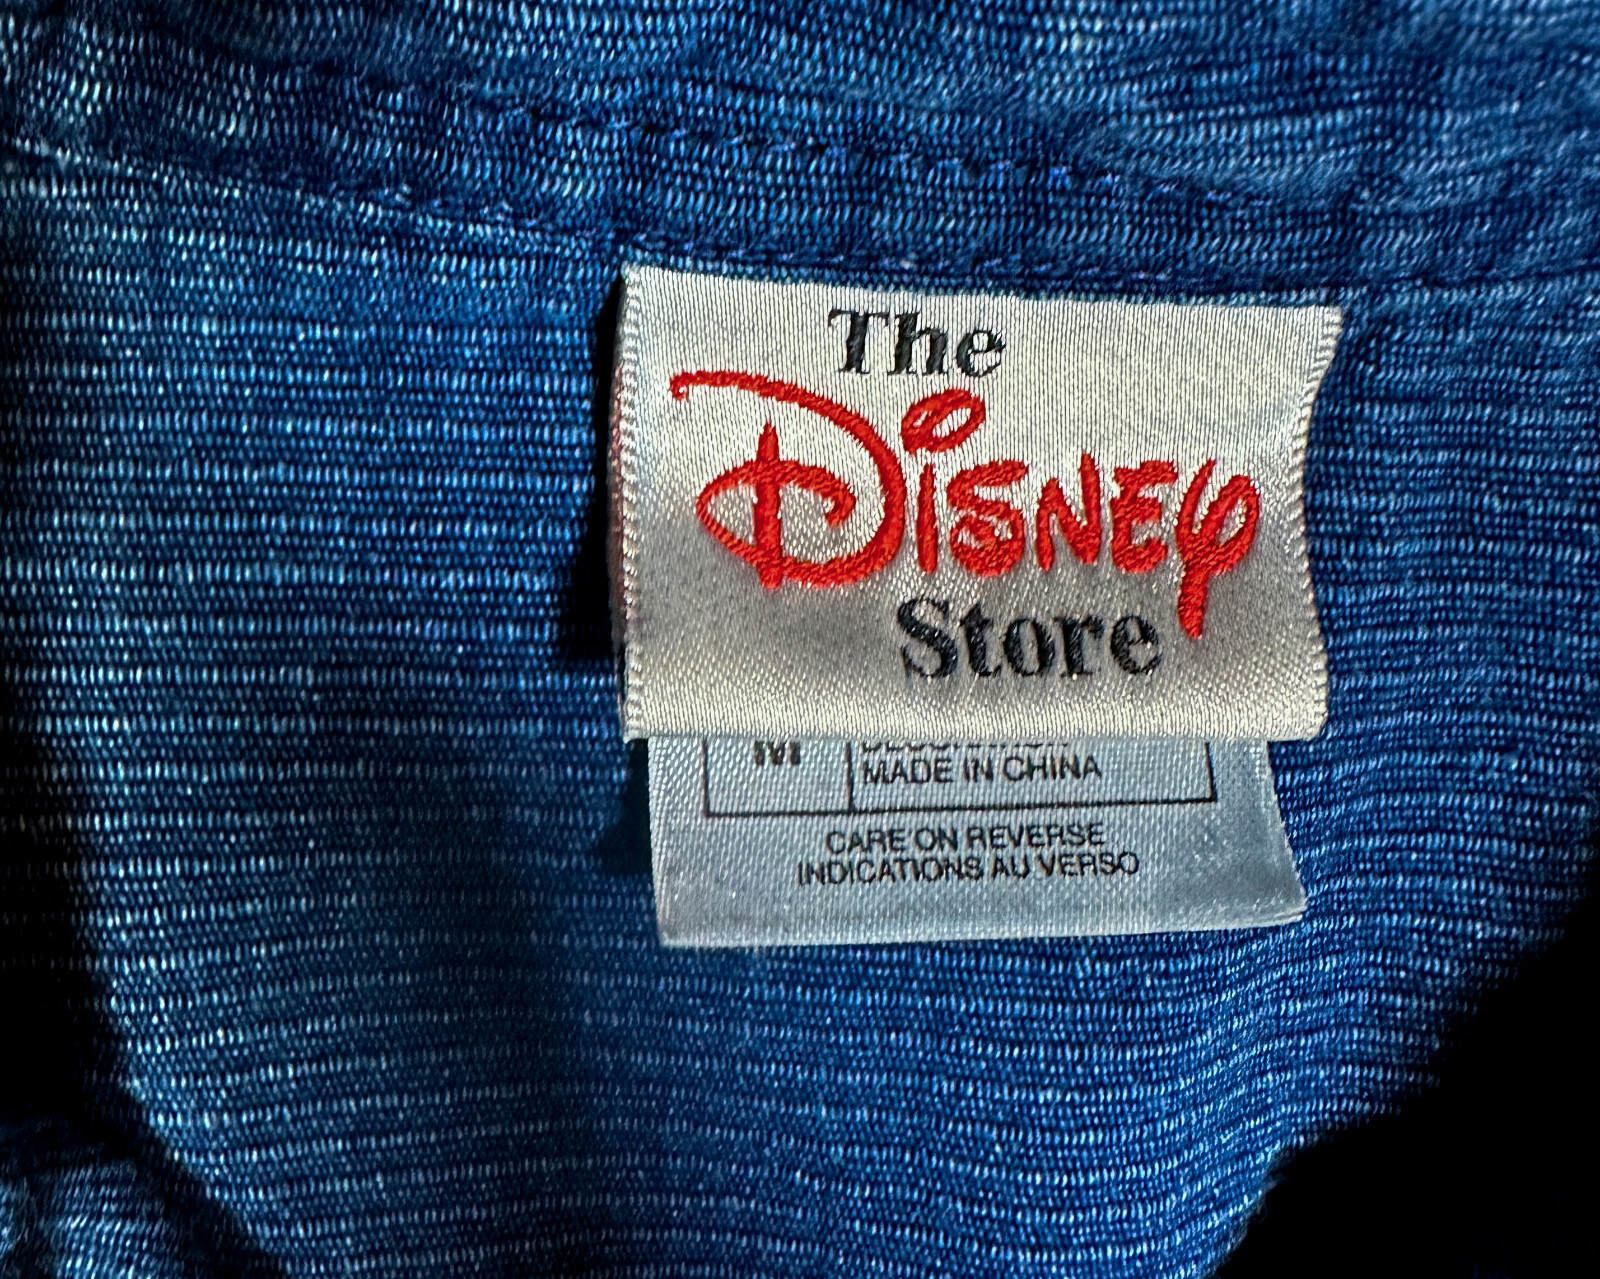 The
Disney
Store
M
MADE IN CHINA
CARE ON REVERSE
INDICATIONS AU VERSO